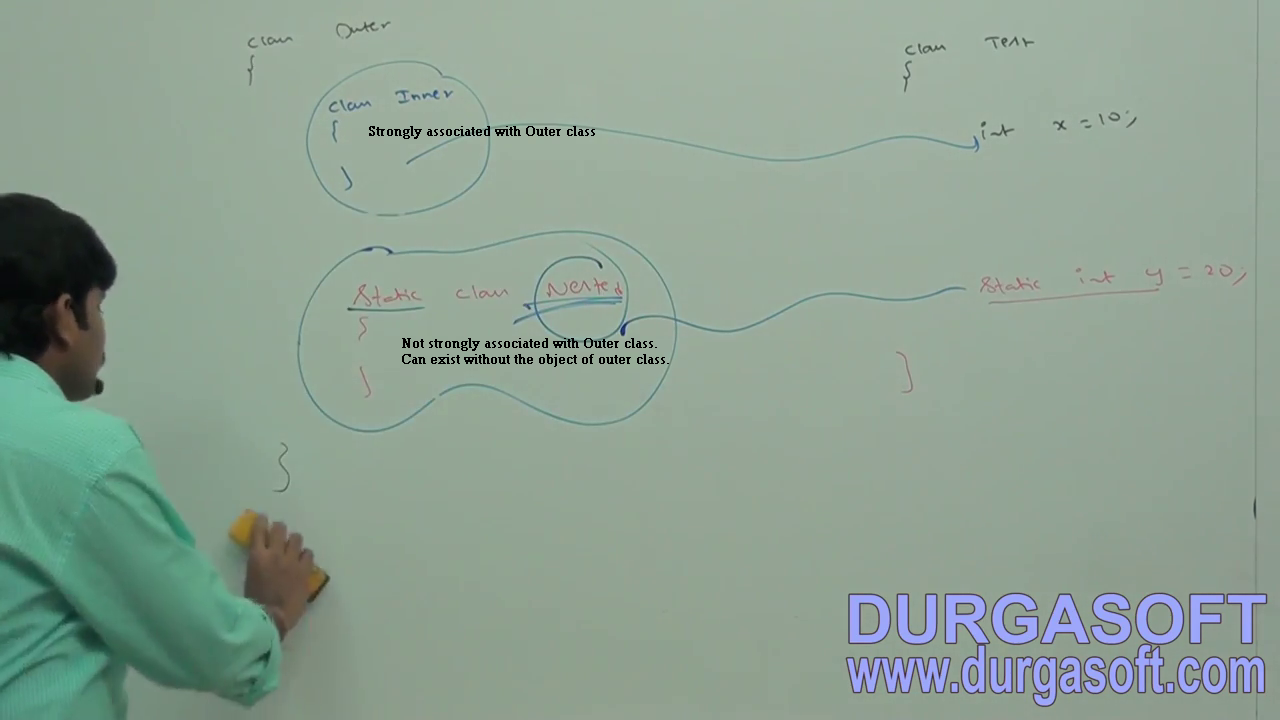 class Outer
{
class Inner
{
Strongly associated with Outer class
}
static class Nested
{
Not strongly associated with Outer class.
Can exist without the object of outer class.
}
}
class Test
{
int x = 10;
static int y = 20;
}
DURGASOFT
www.durgasoft.com